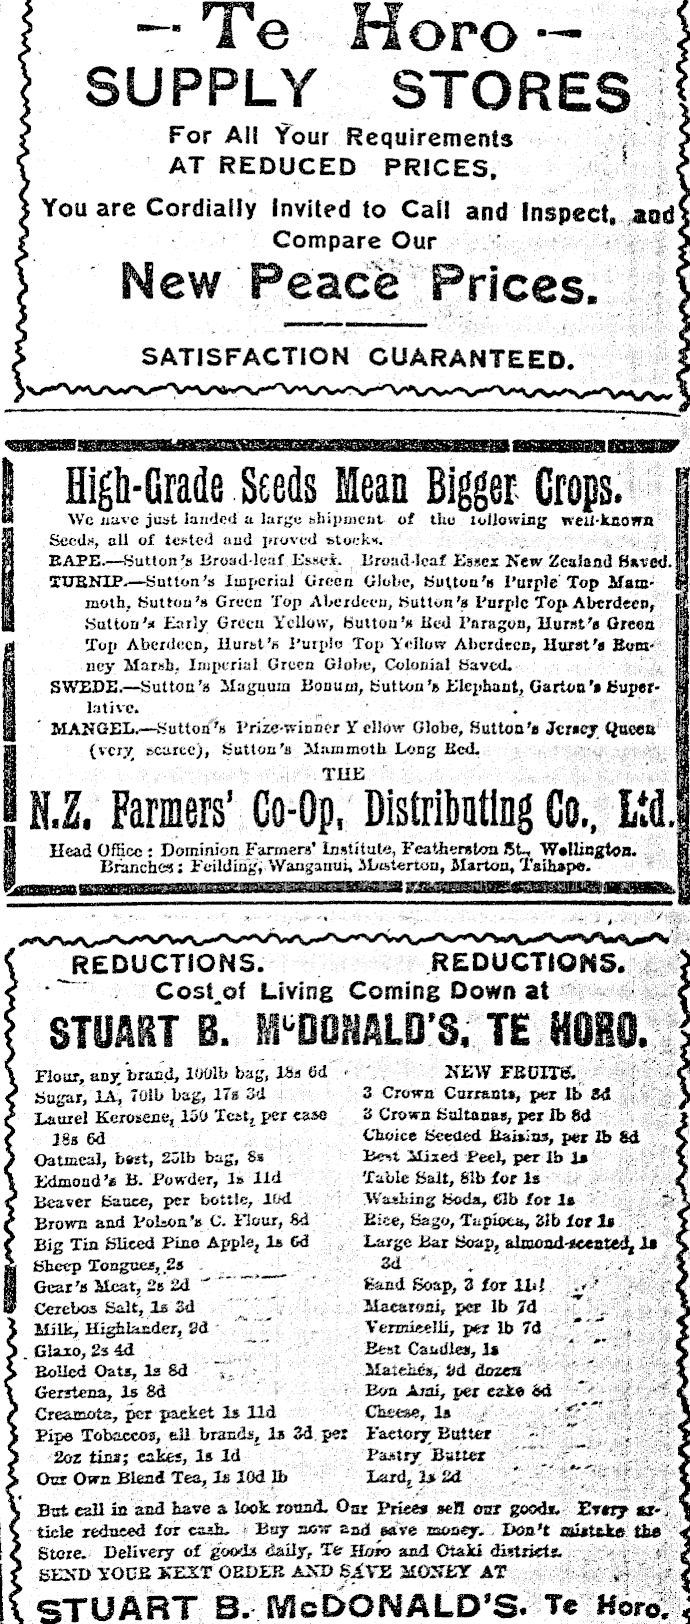 Te Horo
SUPPLY STORES
For All Your Requirements
AT REDUCED PRICES.
You are Cordially Invited to Call and Inspect, and
Compare Our
New Peace Prices.
SATISFACTION GUARANTEED.
High-Grade Seeds Mean Bigger Crops.
We have just landed a large shipment of the following well-known
Seeds, all of tested and proved stocks.
RAPE.—Sutton's Broad-leaf Essex. Broad-leaf Essex New Zealand Saved.
TURNIP.—Sutton's Imperial Green Globe, Sutton's Purple Top Mam-
moth, Sutton's Green Top Aberdeen, Sutton's Purple Top Aberdeen,
Sutton's Early Green Yellow, Sutton's Red Paragon, Hurst's Green
Top Aberdeen, Hurst's Purple Top Yellow Aberdeen, Hurst's Rom-
ney Marsh, Imperial Green Globe, Colonial Saved.
SWEDE.—Sutton's Magnum Bonum, Sutton's Elephant, Garton's Super-
lative.
MANGEL.—Sutton's Prize-winner Yellow Globe, Sutton's Jersey Queen
(very scarce), Sutton's Mammoth Long Red.
THE
N.Z. Farmers' Co-Op. Distributing Co., Ltd.
Head Office: Dominion Farmers' Institute, Featherston St., Wellington.
Branches: Feilding, Wanganui, Masterton, Marton, Taihape.
REDUCTIONS. REDUCTIONS.
Cost of Living Coming Down at
STUART B. McDONALD'S, TE HORO.
Flour, any brand, 100lb bag, 18s 6d
Sugar, 1A, 70lb bag, 17s 3d
Laurel Kerosene, 150 Test, per case
18s 6d
Oatmeal, best, 25lb bag, 8s
Edmond's B. Powder, 1s 11d
Beaver Sauce, per bottle, 10d
Brown and Polson's C. Flour, 8d
Big Tin Sliced Pine Apple, 1s 6d
Sheep Tongues, 2s
Gear's Meat, 2s 2d
Cerebos Salt, 1s 3d
Milk, Highlander, 9d
Glaxo, 2s 4d
Rolled Oats, 1s 8d
Gerstena, 1s 8d
Creamota, per packet 1s 11d
Pipe Tobaccos, all brands, 1s 3d per
2oz tins; cakes, 1s 1d
Our Own Blend Tea, 1s 10d lb
NEW FRUITS.
3 Crown Currants, per lb 8d
3 Crown Sultanas, per lb 8d
Choice Seeded Raisins, per lb 8d
Best Mixed Peel, per lb 1s
Table Salt, 8lb for 1s
Washing Soda, 6lb for 1s
Rice, Sago, Tapioca, 3lb for 1s
Large Bar Soap, almond-scented, 1s
3d
Sand Soap, 3 for 11d
Macaroni, per lb 7d
Vermicelli, per lb 7d
Best Candles, 1s
Matches, 9d dozen
Bon Ami, per cake 8d
Cheese, 1s
Factory Butter
Pastry Butter
Lard, 1s 2d
But call in and have a look round. Our Prices sell our goods. Every ar-
ticle reduced for cash. Buy now and save money. Don't mistake the
Store. Delivery of goods daily, Te Horo and Otaki districts.
SEND YOUR NEXT ORDER AND SAVE MONEY AT
STUART B. McDONALD'S. Te Horo.